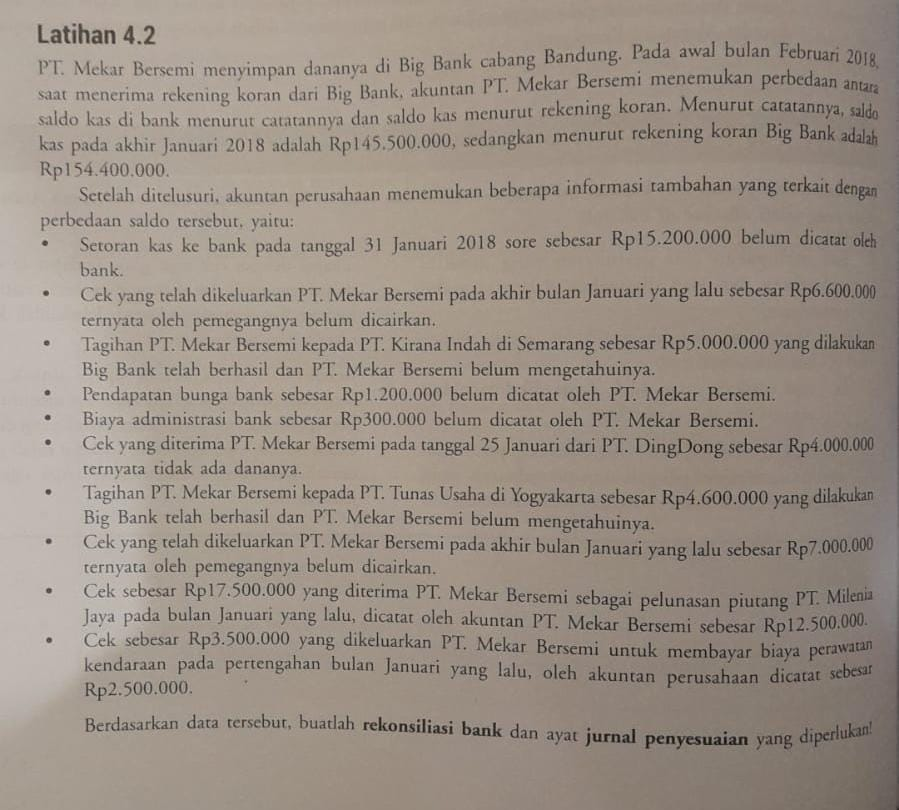 Latihan 4.2
PT. Mekar Bersemi menyimpan dananya di Big Bank cabang Bandung. Pada awal bulan Februari 2018,
saat menerima rekening koran dari Big Bank, akuntan PT. Mekar Bersemi menemukan perbedaan antara
saldo kas di bank menurut catatannya dan saldo kas menurut rekening koran. Menurut catatannya, saldo
kas pada akhir Januari 2018 adalah Rp145.500.000, sedangkan menurut rekening koran Big Bank adalah
Rp154.400.000.
Setelah ditelusuri, akuntan perusahaan menemukan beberapa informasi tambahan yang terkait dengan
perbedaan saldo tersebut, yaitu:
• Setoran kas ke bank pada tanggal 31 Januari 2018 sore sebesar Rp15.200.000 belum dicatat oleh
bank.
• Cek yang telah dikeluarkan PT. Mekar Bersemi pada akhir bulan Januari yang lalu sebesar Rp6.600.000
ternyata oleh pemegangnya belum dicairkan.
• Tagihan PT. Mekar Bersemi kepada PT. Kirana Indah di Semarang sebesar Rp5.000.000 yang dilakukan
Big Bank telah berhasil dan PT. Mekar Bersemi belum mengetahuinya.
• Pendapatan bunga bank sebesar Rp1.200.000 belum dicatat oleh PT. Mekar Bersemi.
• Biaya administrasi bank sebesar Rp300.000 belum dicatat oleh PT. Mekar Bersemi.
• Cek yang diterima PT. Mekar Bersemi pada tanggal 25 Januari dari PT. DingDong sebesar Rp4.000.000
ternyata tidak ada dananya.
• Tagihan PT. Mekar Bersemi kepada PT. Tunas Usaha di Yogyakarta sebesar Rp4.600.000 yang dilakukan
Big Bank telah berhasil dan PT. Mekar Bersemi belum mengetahuinya.
• Cek yang telah dikeluarkan PT. Mekar Bersemi pada akhir bulan Januari yang lalu sebesar Rp7.000.000
ternyata oleh pemegangnya belum dicairkan.
• Cek sebesar Rp17.500.000 yang diterima PT. Mekar Bersemi sebagai pelunasan piutang PT. Milenia
Jaya pada bulan Januari yang lalu, dicatat oleh akuntan PT. Mekar Bersemi sebesar Rp12.500.000.
• Cek sebesar Rp3.500.000 yang dikeluarkan PT. Mekar Bersemi untuk membayar biaya perawatan
kendaraan pada pertengahan bulan Januari yang lalu, oleh akuntan perusahaan dicatat sebesar
Rp2.500.000.
Berdasarkan data tersebut, buatlah rekonsiliasi bank dan ayat jurnal penyesuaian yang diperlukan!